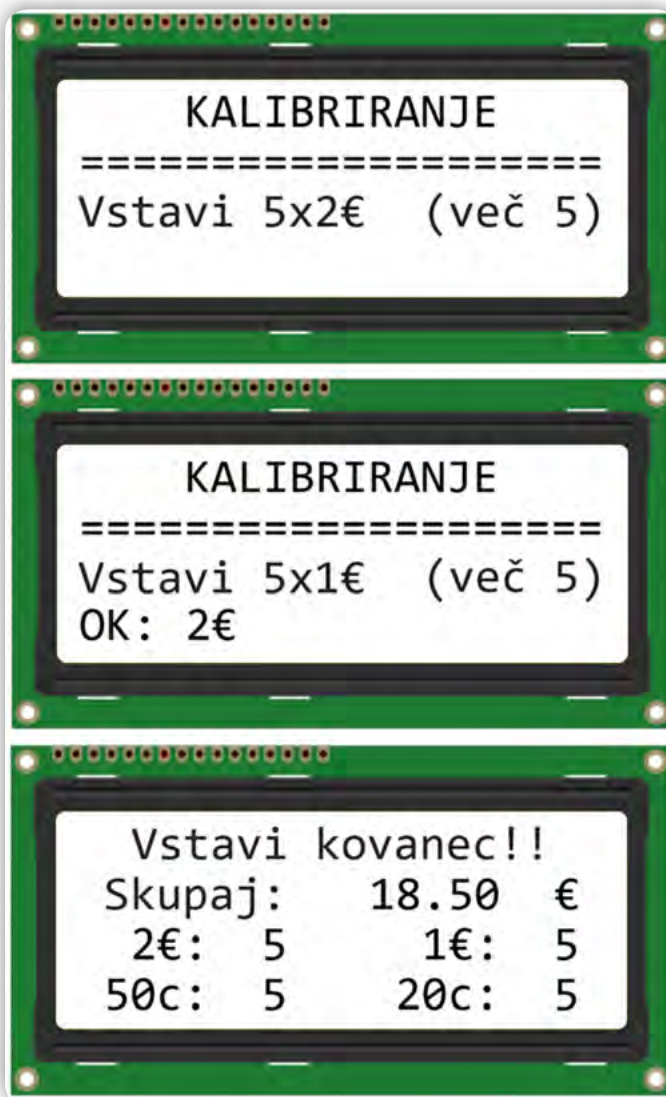 KALIBRIRANJE
====================
Vstavi 5x2€ (več 5)
KALIBRIRANJE
====================
Vstavi 5x1€ (več 5)
OK: 2€
Vstavi kovanec!!
Skupaj: 18.50 €
2€: 5 1€: 5
50c: 5 20c: 5